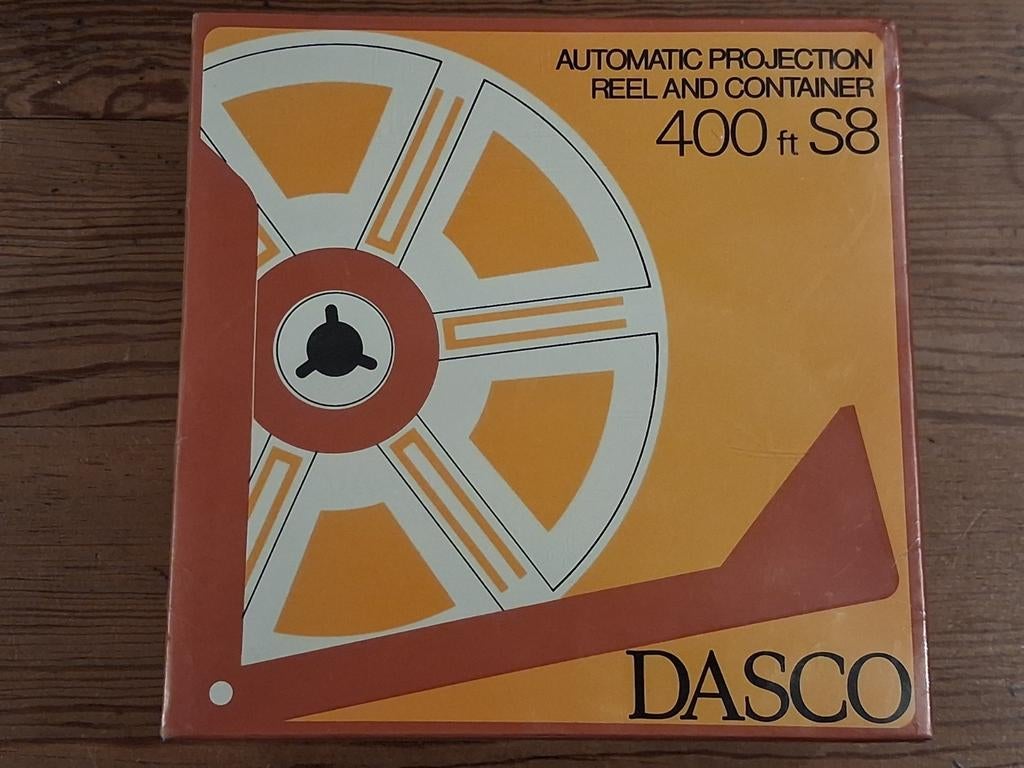 AUTOMATIC PROJECTION
REEL AND CONTAINER
400 ft S8
DASCO